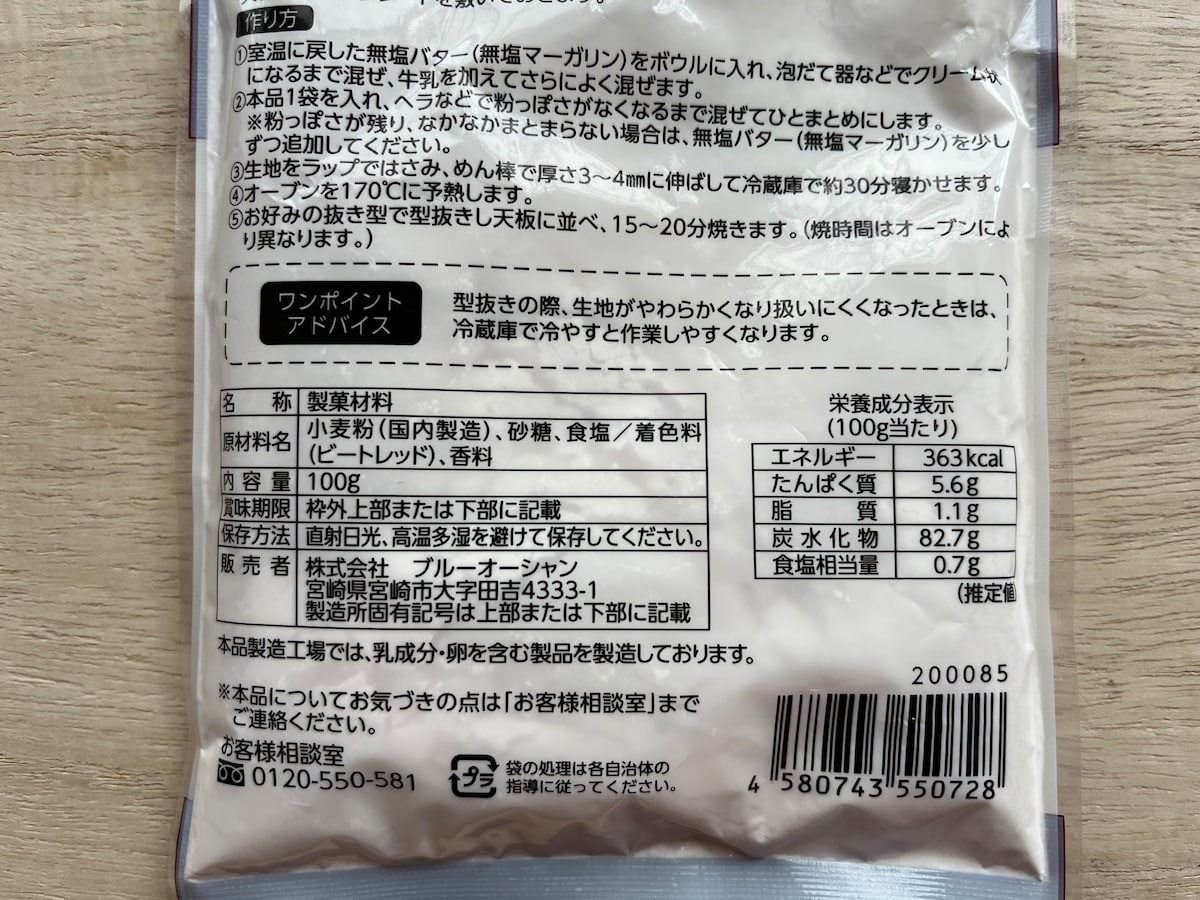 作り方
①室温に戻した無塩バター(無塩マーガリン)をボウルに入れ、泡だて器などでクリーム状
になるまで混ぜ、牛乳を加えてさらによく混ぜます。
②本品1袋を入れ、ヘラなどで粉っぽさがなくなるまで混ぜてひとまとめにします。
※粉っぽさが残り、なかなかまとまらない場合は、無塩バター(無塩マーガリン)を少し
ずつ追加してください。
③生地をラップではさみ、めん棒で厚さ3～4㎜に伸ばして冷蔵庫で約30分寝かせます。
④オーブンを170℃に予熱します。
⑤お好みの抜き型で型抜きし天板に並べ、15～20分焼きます。(焼時間はオーブンによ
り異なります。)
ワンポイント
アドバイス
型抜きの際、生地がやわらかくなり扱いにくくなったときは、
冷蔵庫で冷やすと作業しやすくなります。
名称 製菓材料
原材料名 小麦粉(国内製造)、砂糖、食塩／着色料
(ビートレッド)、香料
内容量 100g
賞味期限 枠外上部または下部に記載
保存方法 直射日光、高温多湿を避けて保存してください。
販売者 株式会社 ブルーオーシャン
宮崎県宮崎市大字田吉4333-1
製造所固有記号は上部または下部に記載
栄養成分表示
(100g当たり)
エネルギー 363kcal
たんぱく質 5.6g
脂質 1.1g
炭水化物 82.7g
食塩相当量 0.7g
(推定値
本品製造工場では、乳成分・卵を含む製品を製造しております。
※本品についてお気づきの点は「お客様相談室」まで
ご連絡ください。
お客様相談室
0120-550-581
プラ
袋の処理は各自治体の
指導に従ってください。
200085
4 580743 550728